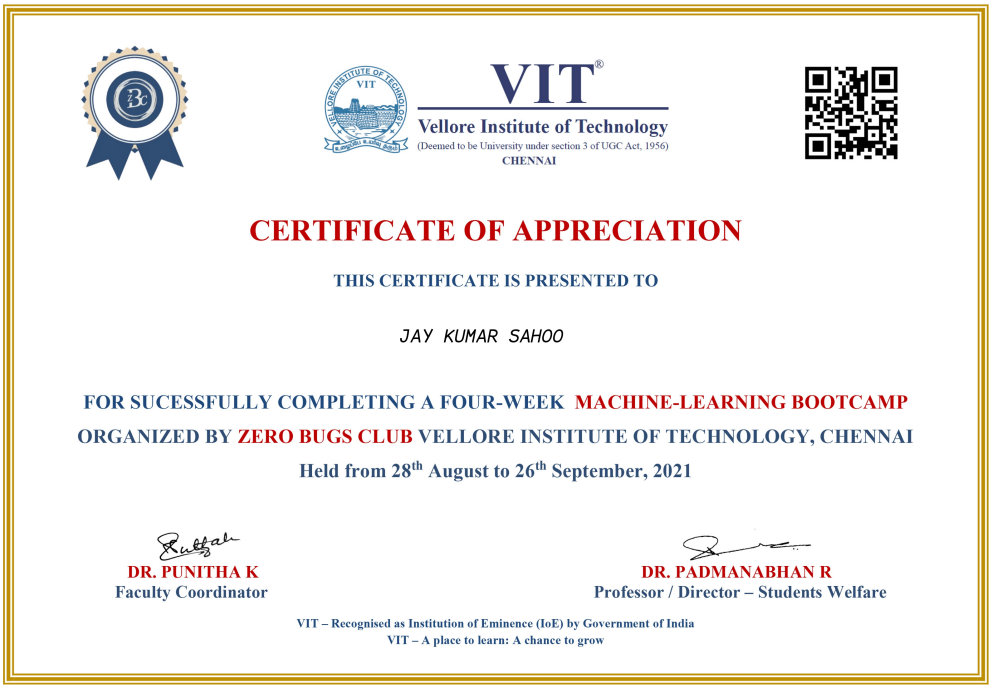 ZBC
VELLORE INSTITUTE OF TECHNOLOGY
VIT
VIT®
Vellore Institute of Technology
(Deemed to be University under section 3 of UGC Act, 1956)
CHENNAI
CERTIFICATE OF APPRECIATION
THIS CERTIFICATE IS PRESENTED TO
JAY KUMAR SAHOO
FOR SUCESSFULLY COMPLETING A FOUR-WEEK MACHINE-LEARNING BOOTCAMP
ORGANIZED BY ZERO BUGS CLUB VELLORE INSTITUTE OF TECHNOLOGY, CHENNAI
Held from 28th August to 26th September, 2021
DR. PUNITHA K
Faculty Coordinator
DR. PADMANABHAN R
Professor / Director – Students Welfare
VIT – Recognised as Institution of Eminence (IoE) by Government of India
VIT – A place to learn: A chance to grow